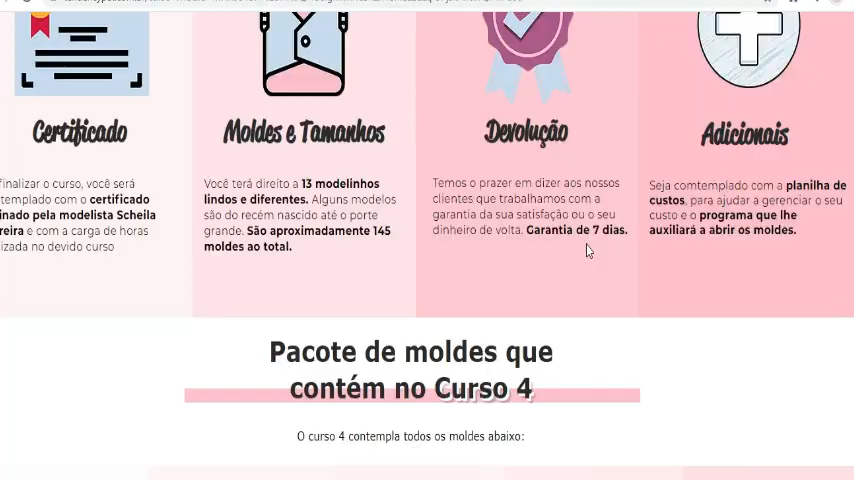 Certificado
finalizar o curso, você será
templado com o certificado
inado pela modelista Scheila
reira e com a carga de horas
izada no devido curso
Moldes e Tamanhos
Você terá direito a 13 modelinhos
lindos e diferentes. Alguns modelos
são do recém nascido até o porte
grande. São aproximadamente 145
moldes ao total.
Devolução
Temos o prazer em dizer aos nossos
clientes que trabalhamos com a
garantia da sua satisfação ou o seu
dinheiro de volta. Garantia de 7 dias.
Adicionais
Seja comtemplado com a planilha de
custos, para ajudar a gerenciar o seu
custo e o programa que lhe
auxiliará a abrir os moldes.
Pacote de moldes que
contém no Curso 4
O curso 4 contempla todos os moldes abaixo: